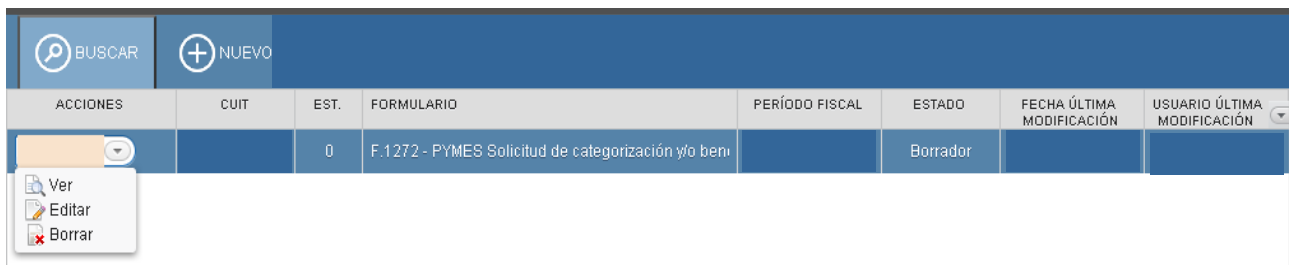 BUSCAR NUEVO
ACCIONES CUIT EST. FORMULARIO PERÍODO FISCAL ESTADO FECHA ÚLTIMA MODIFICACIÓN USUARIO ÚLTIMA MODIFICACIÓN
0 F.1272 - PYMES Solicitud de categorización y/o ben Borrador
Ver
Editar
Borrar